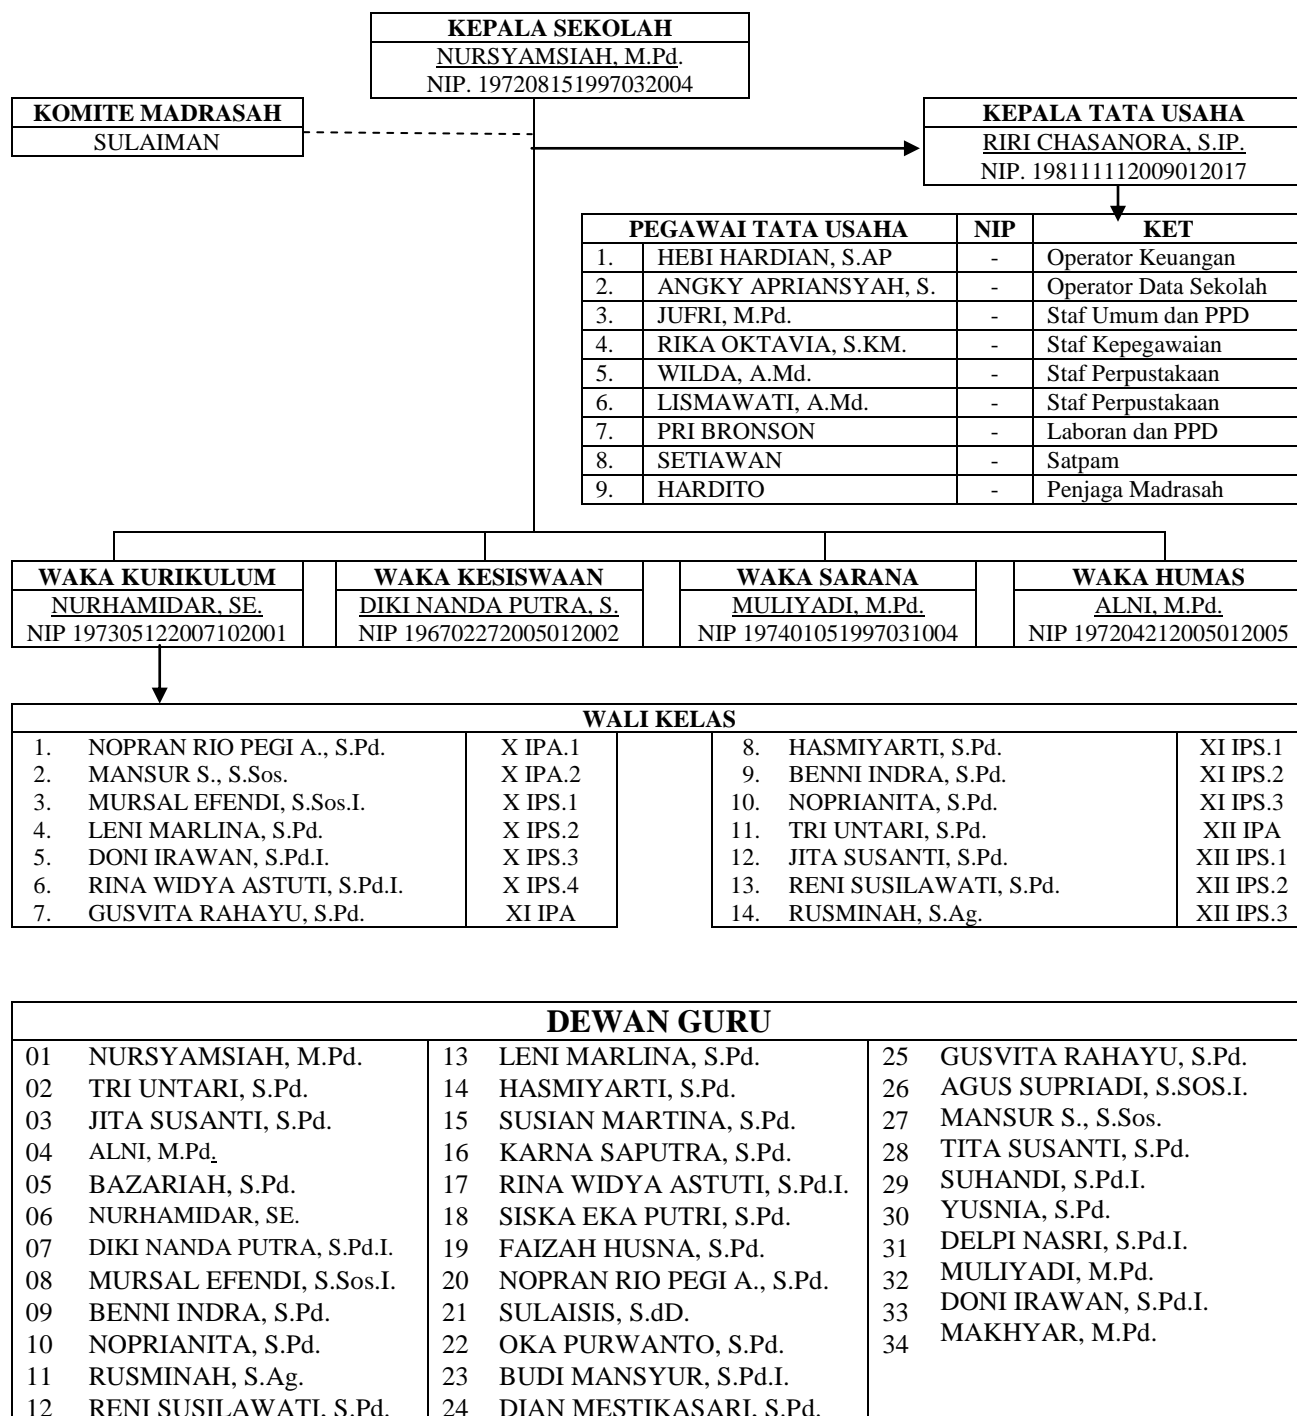 KEPALA SEKOLAH
NURSYAMSIAH, M.Pd.
NIP. 197208151997032004
KOMITE MADRASAH
SULAIMAN
KEPALA TATA USAHA
RIRI CHASANORA, S.IP.
NIP. 198111112009012017
PEGAWAI TATA USAHA NIP KET
1. HEBI HARDIAN, S.AP - Operator Keuangan
2. ANGKY APRIANSYAH, S. - Operator Data Sekolah
3. JUFRI, M.Pd. - Staf Umum dan PPD
4. RIKA OKTAVIA, S.KM. - Staf Kepegawaian
5. WILDA, A.Md. - Staf Perpustakaan
6. LISMAWATI, A.Md. - Staf Perpustakaan
7. PRI BRONSON - Laboran dan PPD
8. SETIAWAN - Satpam
9. HARDITO - Penjaga Madrasah
WAKA KURIKULUM
NURHAMIDAR, SE.
NIP 197305122007102001
WAKA KESISWAAN
DIKI NANDA PUTRA, S.
NIP 196702272005012002
WAKA SARANA
MULIYADI, M.Pd.
NIP 197401051997031004
WAKA HUMAS
ALNI, M.Pd.
NIP 197204212005012005
WALI KELAS
1. NOPRAN RIO PEGI A., S.Pd. X IPA.1
2. MANSUR S., S.Sos. X IPA.2
3. MURSAL EFENDI, S.Sos.I. X IPS.1
4. LENI MARLINA, S.Pd. X IPS.2
5. DONI IRAWAN, S.Pd.I. X IPS.3
6. RINA WIDYA ASTUTI, S.Pd.I. X IPS.4
7. GUSVITA RAHAYU, S.Pd. XI IPA
8. HASMIYARTI, S.Pd. XI IPS.1
9. BENNI INDRA, S.Pd. XI IPS.2
10. NOPRIANITA, S.Pd. XI IPS.3
11. TRI UNTARI, S.Pd. XII IPA
12. JITA SUSANTI, S.Pd. XII IPS.1
13. RENI SUSILAWATI, S.Pd. XII IPS.2
14. RUSMINAH, S.Ag. XII IPS.3
DEWAN GURU
01 NURSYAMSIAH, M.Pd.
02 TRI UNTARI, S.Pd.
03 JITA SUSANTI, S.Pd.
04 ALNI, M.Pd.
05 BAZARIAH, S.Pd.
06 NURHAMIDAR, SE.
07 DIKI NANDA PUTRA, S.Pd.I.
08 MURSAL EFENDI, S.Sos.I.
09 BENNI INDRA, S.Pd.
10 NOPRIANITA, S.Pd.
11 RUSMINAH, S.Ag.
12 RENI SUSILAWATI, S.Pd.
13 LENI MARLINA, S.Pd.
14 HASMIYARTI, S.Pd.
15 SUSIAN MARTINA, S.Pd.
16 KARNA SAPUTRA, S.Pd.
17 RINA WIDYA ASTUTI, S.Pd.I.
18 SISKA EKA PUTRI, S.Pd.
19 FAIZAH HUSNA, S.Pd.
20 NOPRAN RIO PEGI A., S.Pd.
21 SULAISIS, S.dD.
22 OKA PURWANTO, S.Pd.
23 BUDI MANSYUR, S.Pd.I.
24 DIAN MESTIKASARI, S.Pd.
25 GUSVITA RAHAYU, S.Pd.
26 AGUS SUPRIADI, S.SOS.I.
27 MANSUR S., S.Sos.
28 TITA SUSANTI, S.Pd.
29 SUHANDI, S.Pd.I.
30 YUSNIA, S.Pd.
31 DELPI NASRI, S.Pd.I.
32 MULIYADI, M.Pd.
33 DONI IRAWAN, S.Pd.I.
34 MAKHYAR, M.Pd.